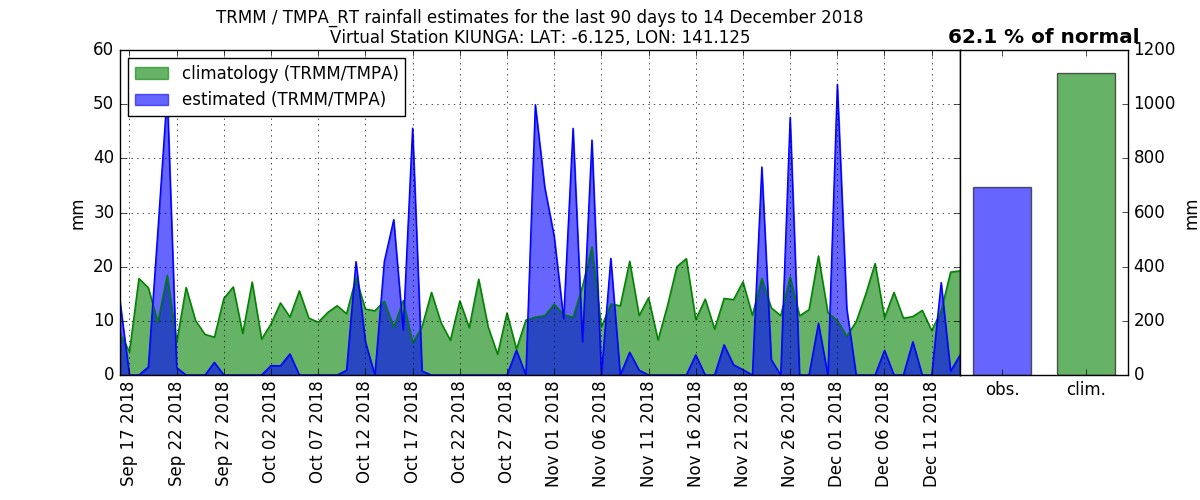 TRMM / TMPA_RT rainfall estimates for the last 90 days to 14 December 2018
Virtual Station KIUNGA: LAT: -6.125, LON: 141.125
62.1 % of normal
climatology (TRMM/TMPA)
estimated (TRMM/TMPA)
60
50
40
30
20
10
0
mm
Sep 17 2018
Sep 22 2018
Sep 27 2018
Oct 02 2018
Oct 07 2018
Oct 12 2018
Oct 17 2018
Oct 22 2018
Oct 27 2018
Nov 01 2018
Nov 06 2018
Nov 11 2018
Nov 16 2018
Nov 21 2018
Nov 26 2018
Dec 01 2018
Dec 06 2018
Dec 11 2018
obs.
clim.
1200
1000
800
600
400
200
0
mm